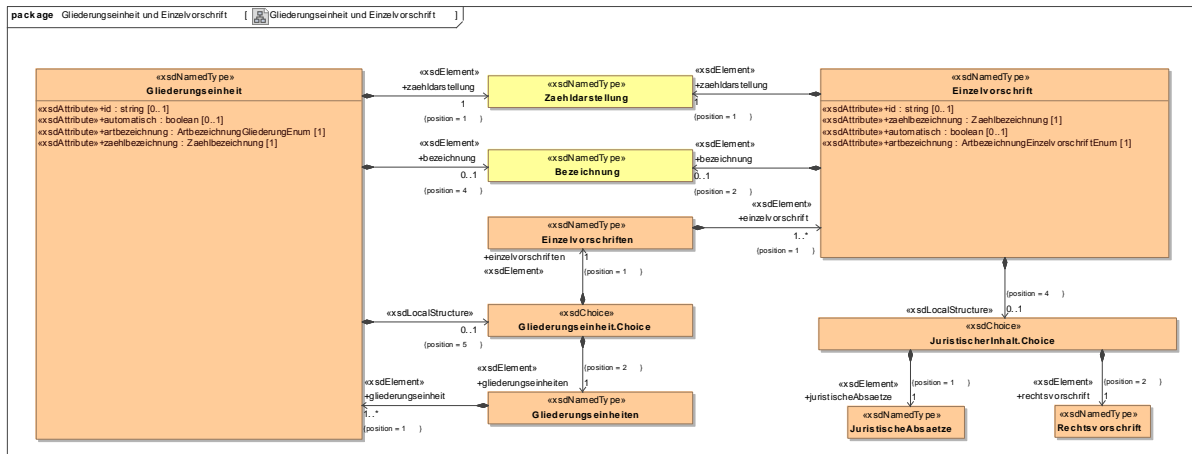 package Gliederungseinheit und Einzelvorschrift [ Gliederungseinheit und Einzelvorschrift ]
«xsdNamedType»
Gliederungseinheit
«xsdAttribute»+id : string [0..1]
«xsdAttribute»+automatisch : boolean [0..1]
«xsdAttribute»+artbezeichnung : ArtbezeichnungGliederungEnum [1]
«xsdAttribute»+zaehlbezeichnung : Zaehlbezeichnung [1]
«xsdElement»
+zaehldarstellung
1
{position = 1 }
«xsdNamedType»
Zaehldarstellung
«xsdElement»
+zaehldarstellung
1
{position = 1 }
«xsdNamedType»
Einzelvorschrift
«xsdAttribute»+id : string [0..1]
«xsdAttribute»+zaehlbezeichnung : Zaehlbezeichnung [1]
«xsdAttribute»+automatisch : boolean [0..1]
«xsdAttribute»+artbezeichnung : ArtbezeichnungEinzelvorschriftEnum [1]
«xsdElement»
+bezeichnung
0..1
{position = 4 }
«xsdNamedType»
Bezeichnung
«xsdElement»
+bezeichnung
0..1
{position = 2 }
«xsdNamedType»
Einzelvorschriften
«xsdElement»
+einzelvorschrift
1..*
{position = 1 }
+einzelvorschriften
«xsdElement»
1
{position = 1 }
«xsdLocalStructure»
0..1
{position = 5 }
«xsdChoice»
Gliederungseinheit.Choice
{position = 4 }
«xsdLocalStructure»
0..1
«xsdChoice»
JuristischerInhalt.Choice
{position = 2 }
«xsdElement»
+gliederungseinheiten
1
«xsdElement»
+gliederungseinheit
1..*
{position = 1 }
«xsdNamedType»
Gliederungseinheiten
{position = 1 }
«xsdElement»
+juristischeAbsaetze
1
{position = 2 }
«xsdElement»
+rechtsvorschrift
1
«xsdNamedType»
JuristischeAbsaetze
«xsdNamedType»
Rechtsvorschrift